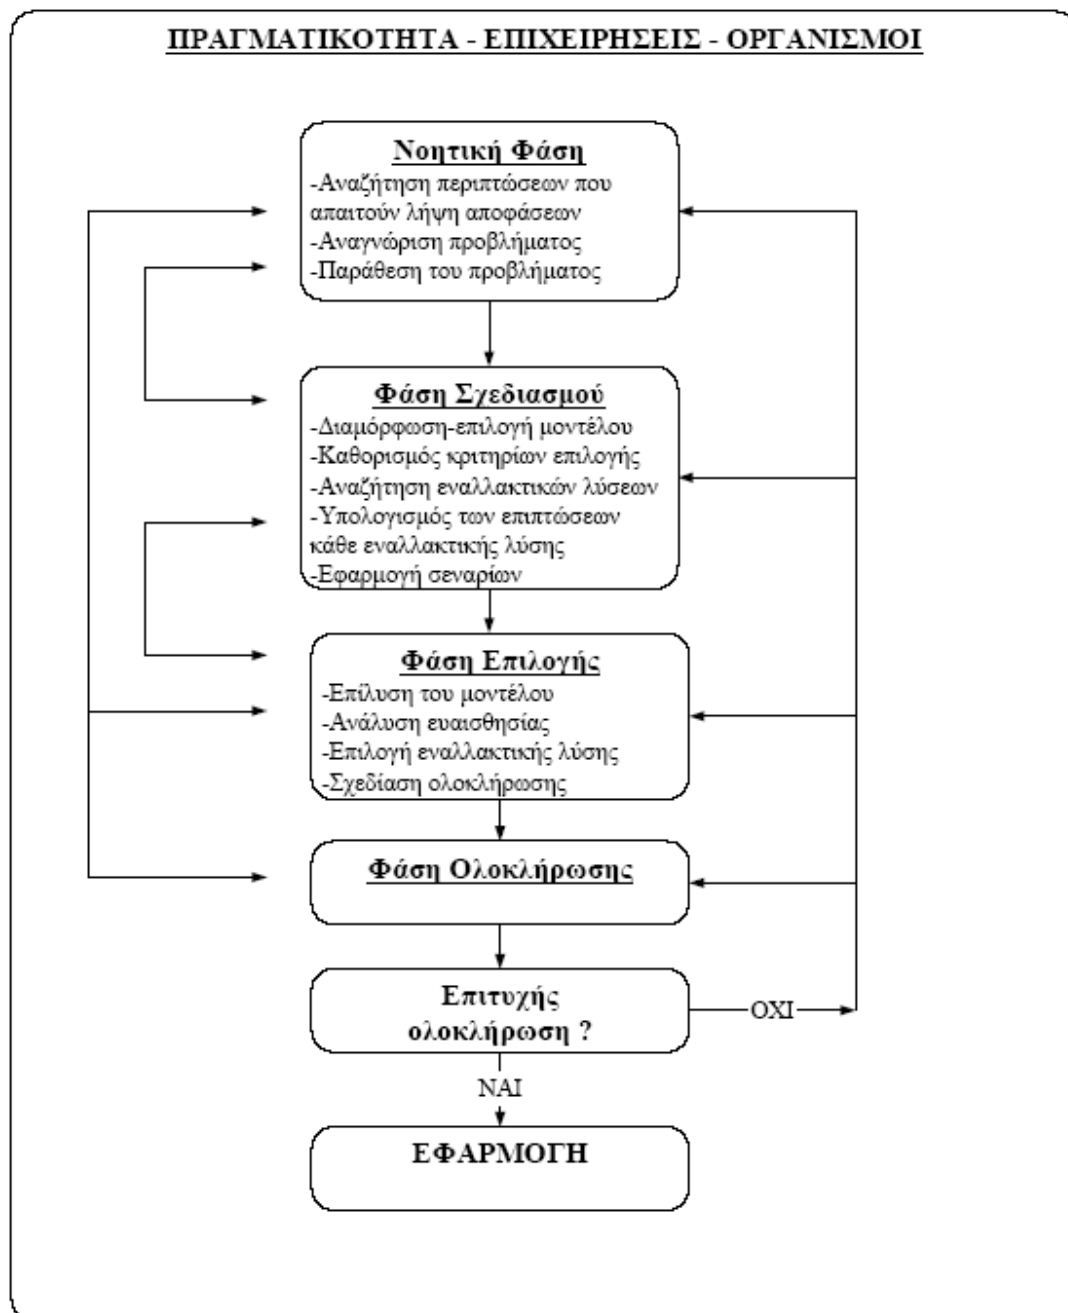 ΠΡΑΓΜΑΤΙΚΟΤΗΤΑ - ΕΠΙΧΕΙΡΗΣΕΙΣ - ΟΡΓΑΝΙΣΜΟΙ
Νοητική Φάση
-Αναζήτηση περιπτώσεων που
απαιτούν λήψη αποφάσεων
-Αναγνώριση προβλήματος
-Παράθεση του προβλήματος
Φάση Σχεδιασμού
-Διαμόρφωση-επιλογή μοντέλου
-Καθορισμός κριτηρίων επιλογής
-Αναζήτηση εναλλακτικών λύσεων
-Υπολογισμός των επιπτώσεων
κάθε εναλλακτικής λύσης
-Εφαρμογή σεναρίων
Φάση Επιλογής
-Επίλυση του μοντέλου
-Ανάλυση ευαισθησίας
-Επιλογή εναλλακτικής λύσης
-Σχεδίαση ολοκλήρωσης
Φάση Ολοκλήρωσης
Επιτυχής
ολοκλήρωση ?
ΟΧΙ
ΝΑΙ
ΕΦΑΡΜΟΓΗ